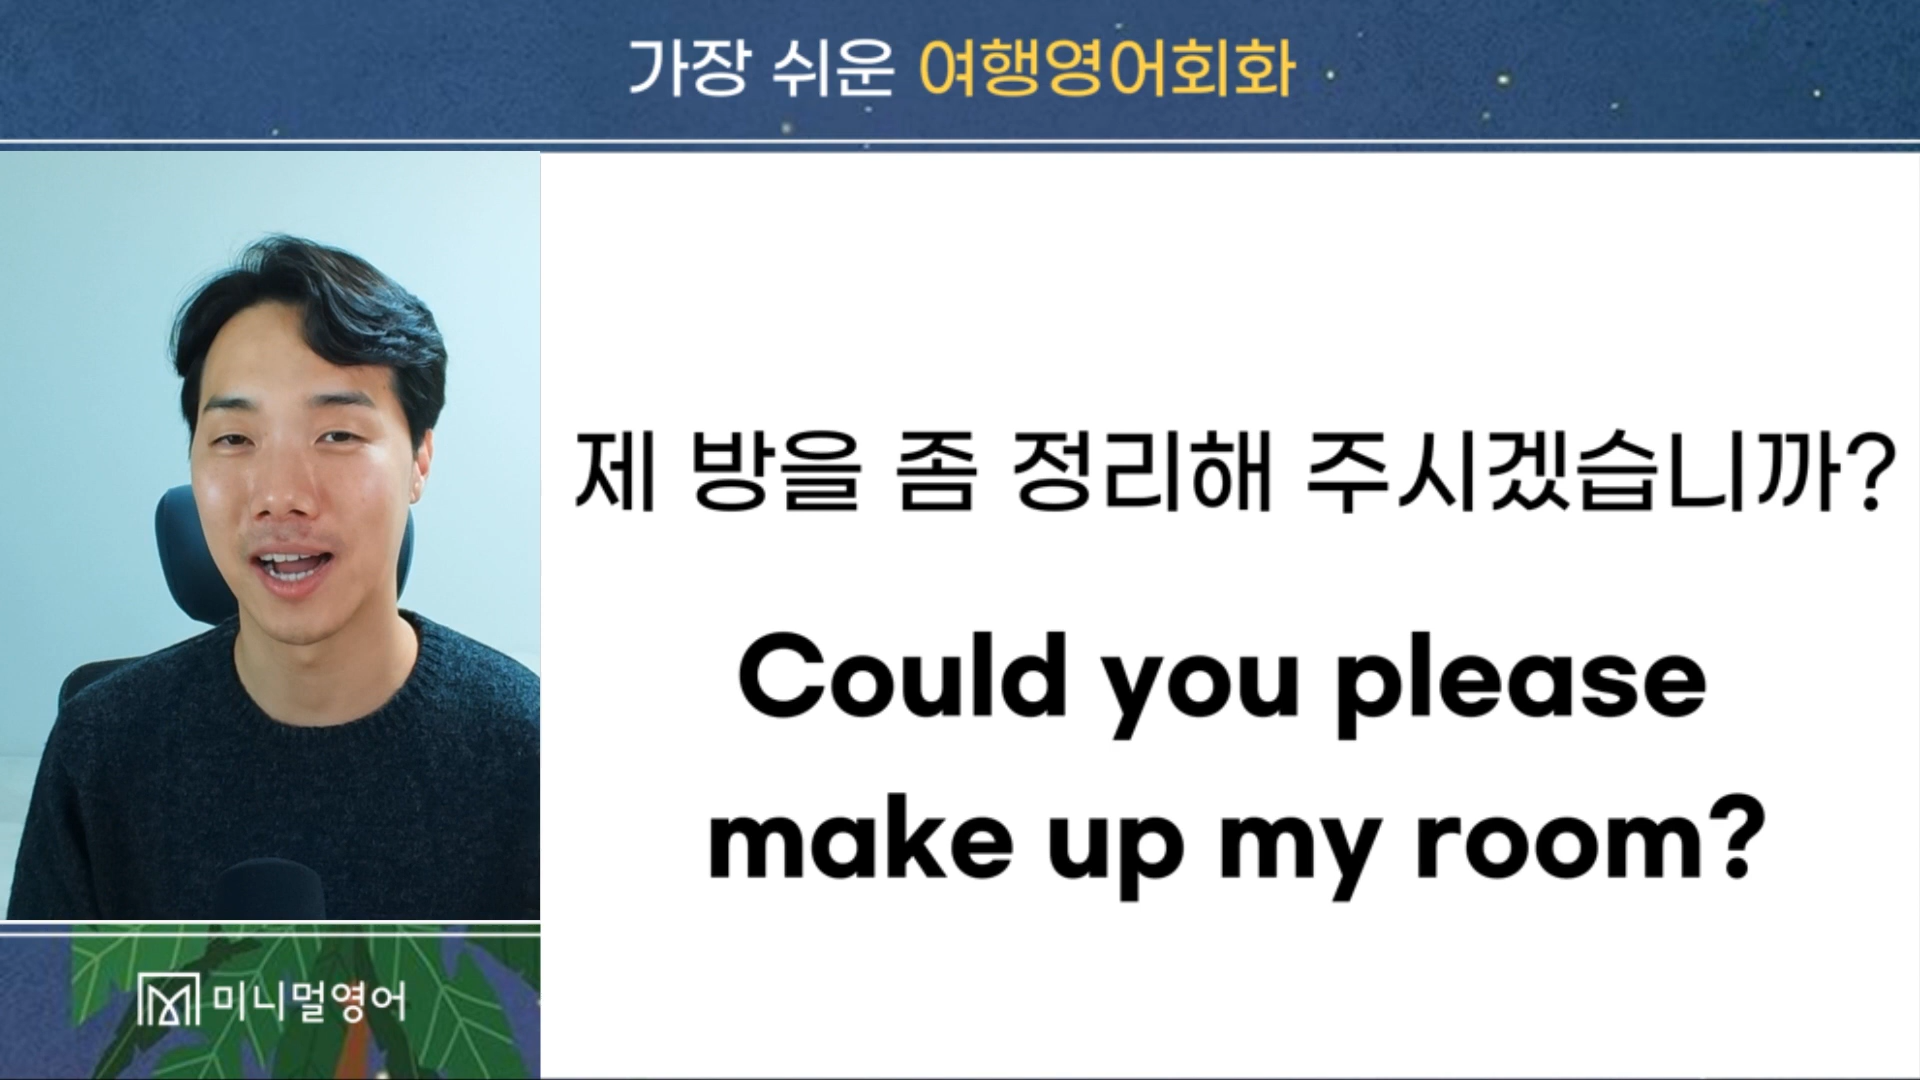 가장 쉬운 여행영어회화
제 방을 좀 정리해 주시겠습니까?
Could you please
make up my room?
미니멀영어